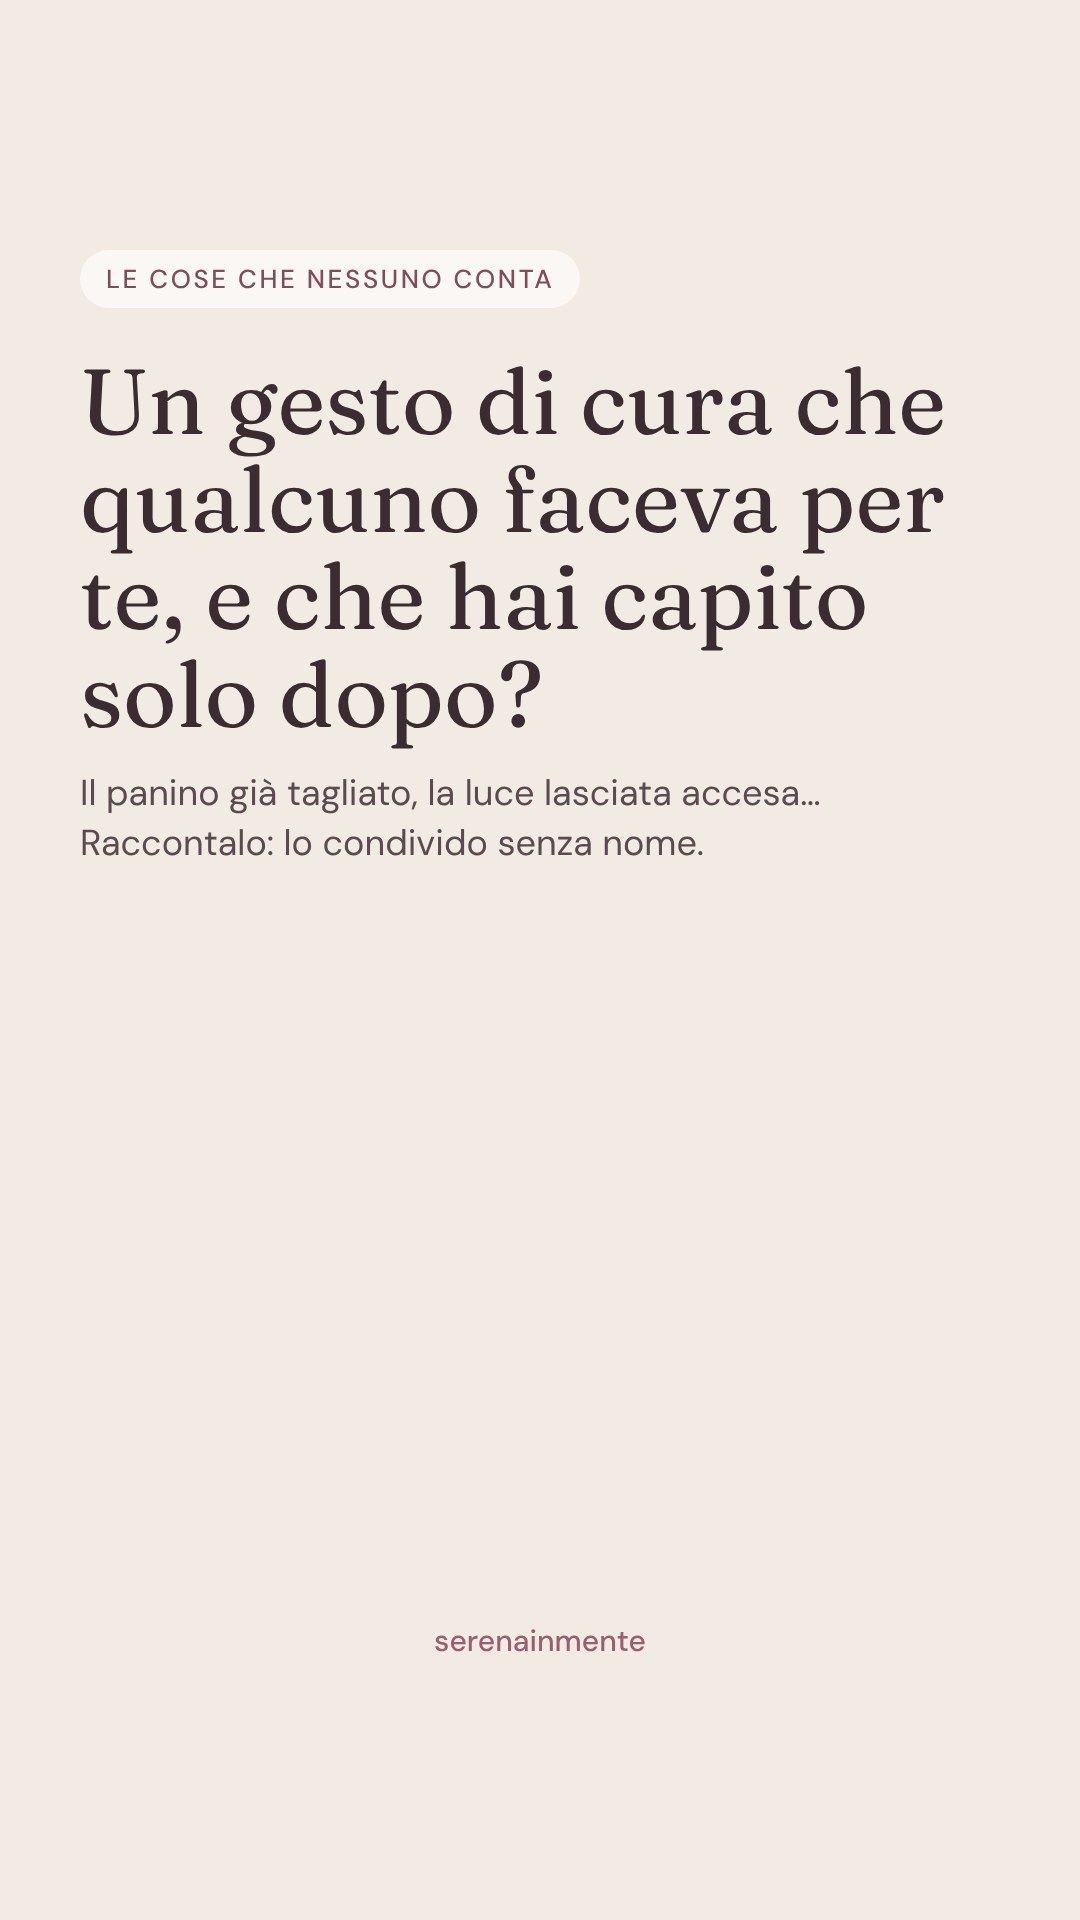 LE COSE CHE NESSUNO CONTA
Un gesto di cura che
qualcuno faceva per
te, e che hai capito
solo dopo?
Il panino già tagliato, la luce lasciata accesa…
Raccontalo: lo condivido senza nome.
serenainmente